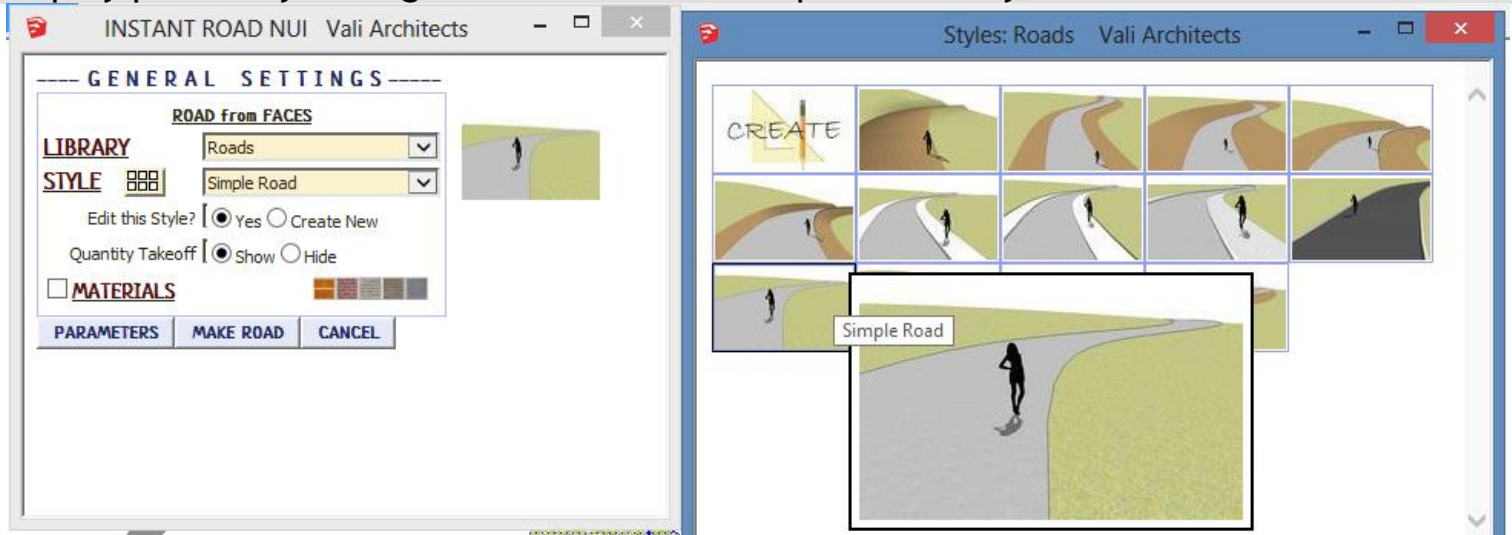 INSTANT ROAD NUI Vali Architects
---- GENERAL SETTINGS-----
ROAD from FACES
LIBRARY Roads
STYLE Simple Road
Edit this Style? Yes Create New
Quantity Takeoff Show Hide
MATERIALS
PARAMETERS MAKE ROAD CANCEL
Styles: Roads Vali Architects
CREATE
Simple Road